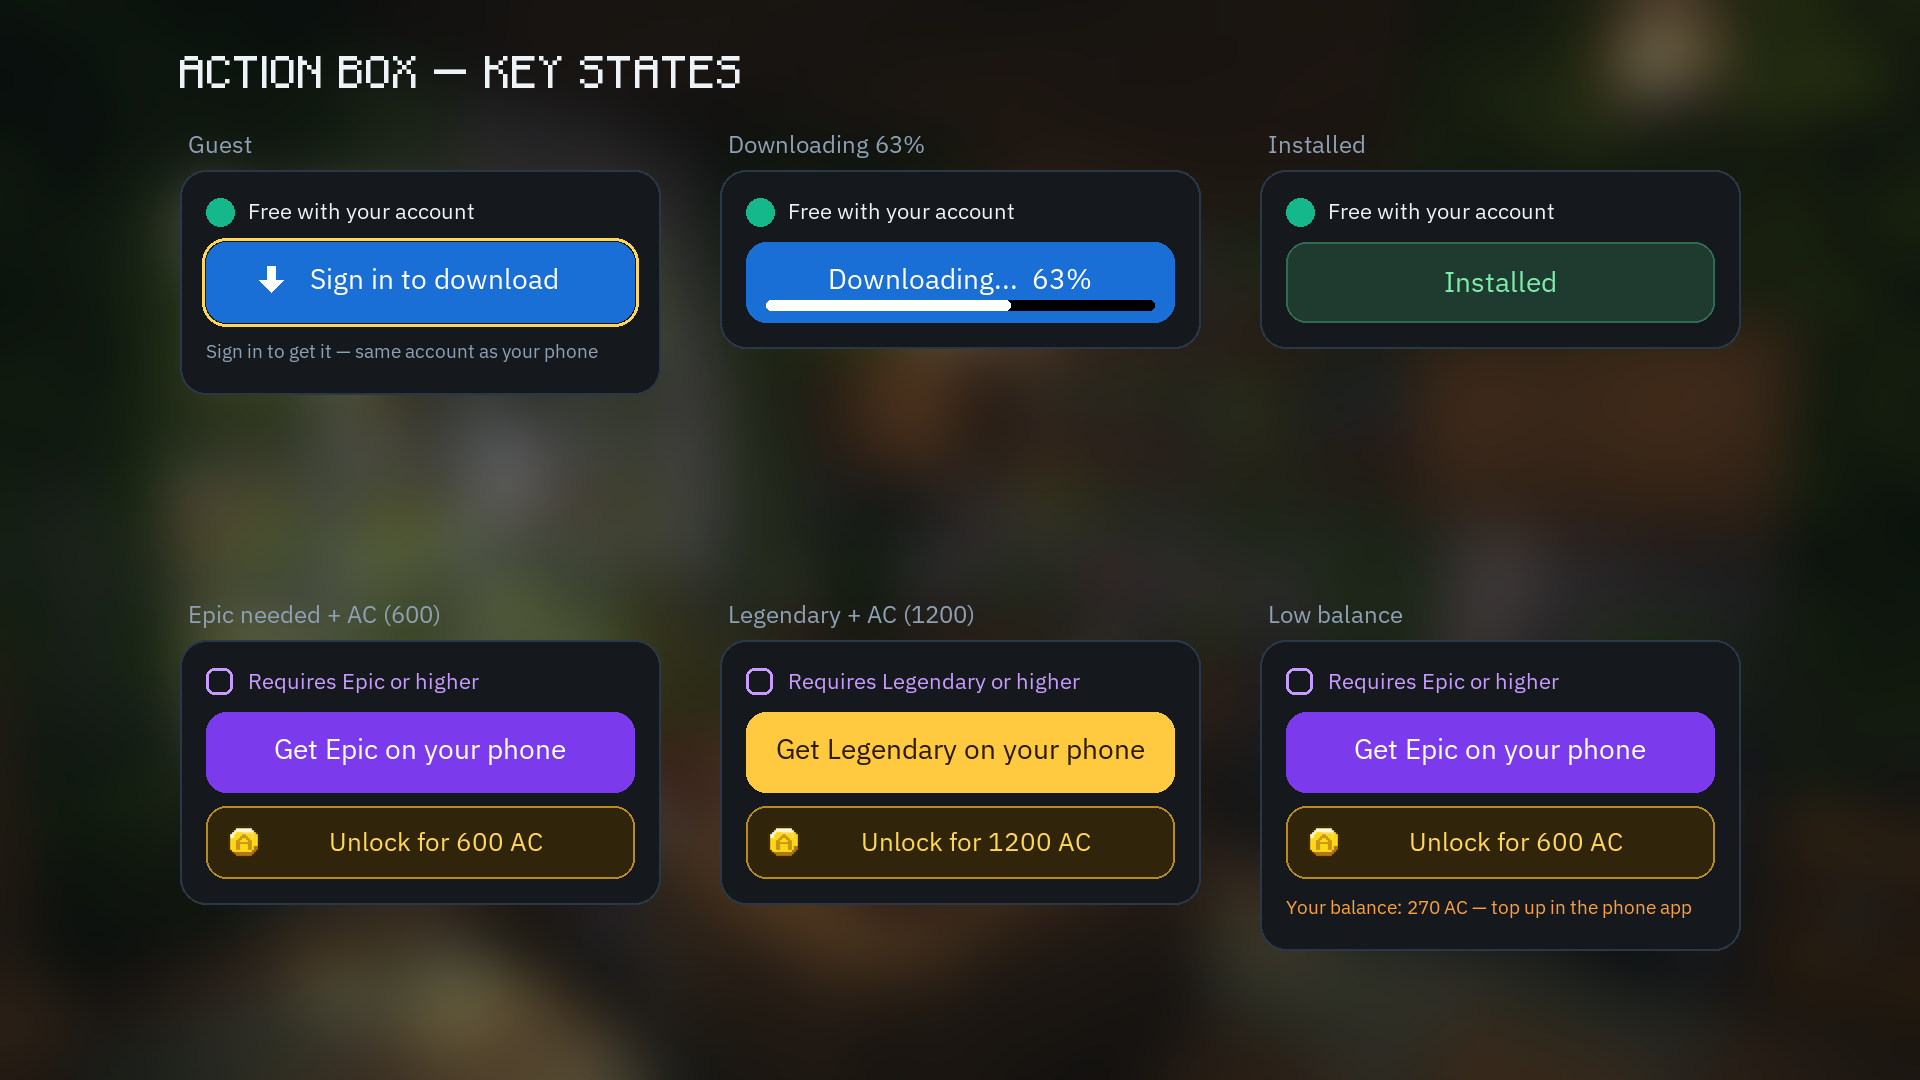 ACTION BOX — KEY STATES
Guest
Free with your account
Sign in to download
Sign in to get it — same account as your phone
Downloading 63%
Free with your account
Downloading... 63%
Installed
Free with your account
Installed
Epic needed + AC (600)
Requires Epic or higher
Get Epic on your phone
Unlock for 600 AC
Legendary + AC (1200)
Requires Legendary or higher
Get Legendary on your phone
Unlock for 1200 AC
Low balance
Requires Epic or higher
Get Epic on your phone
Unlock for 600 AC
Your balance: 270 AC — top up in the phone app